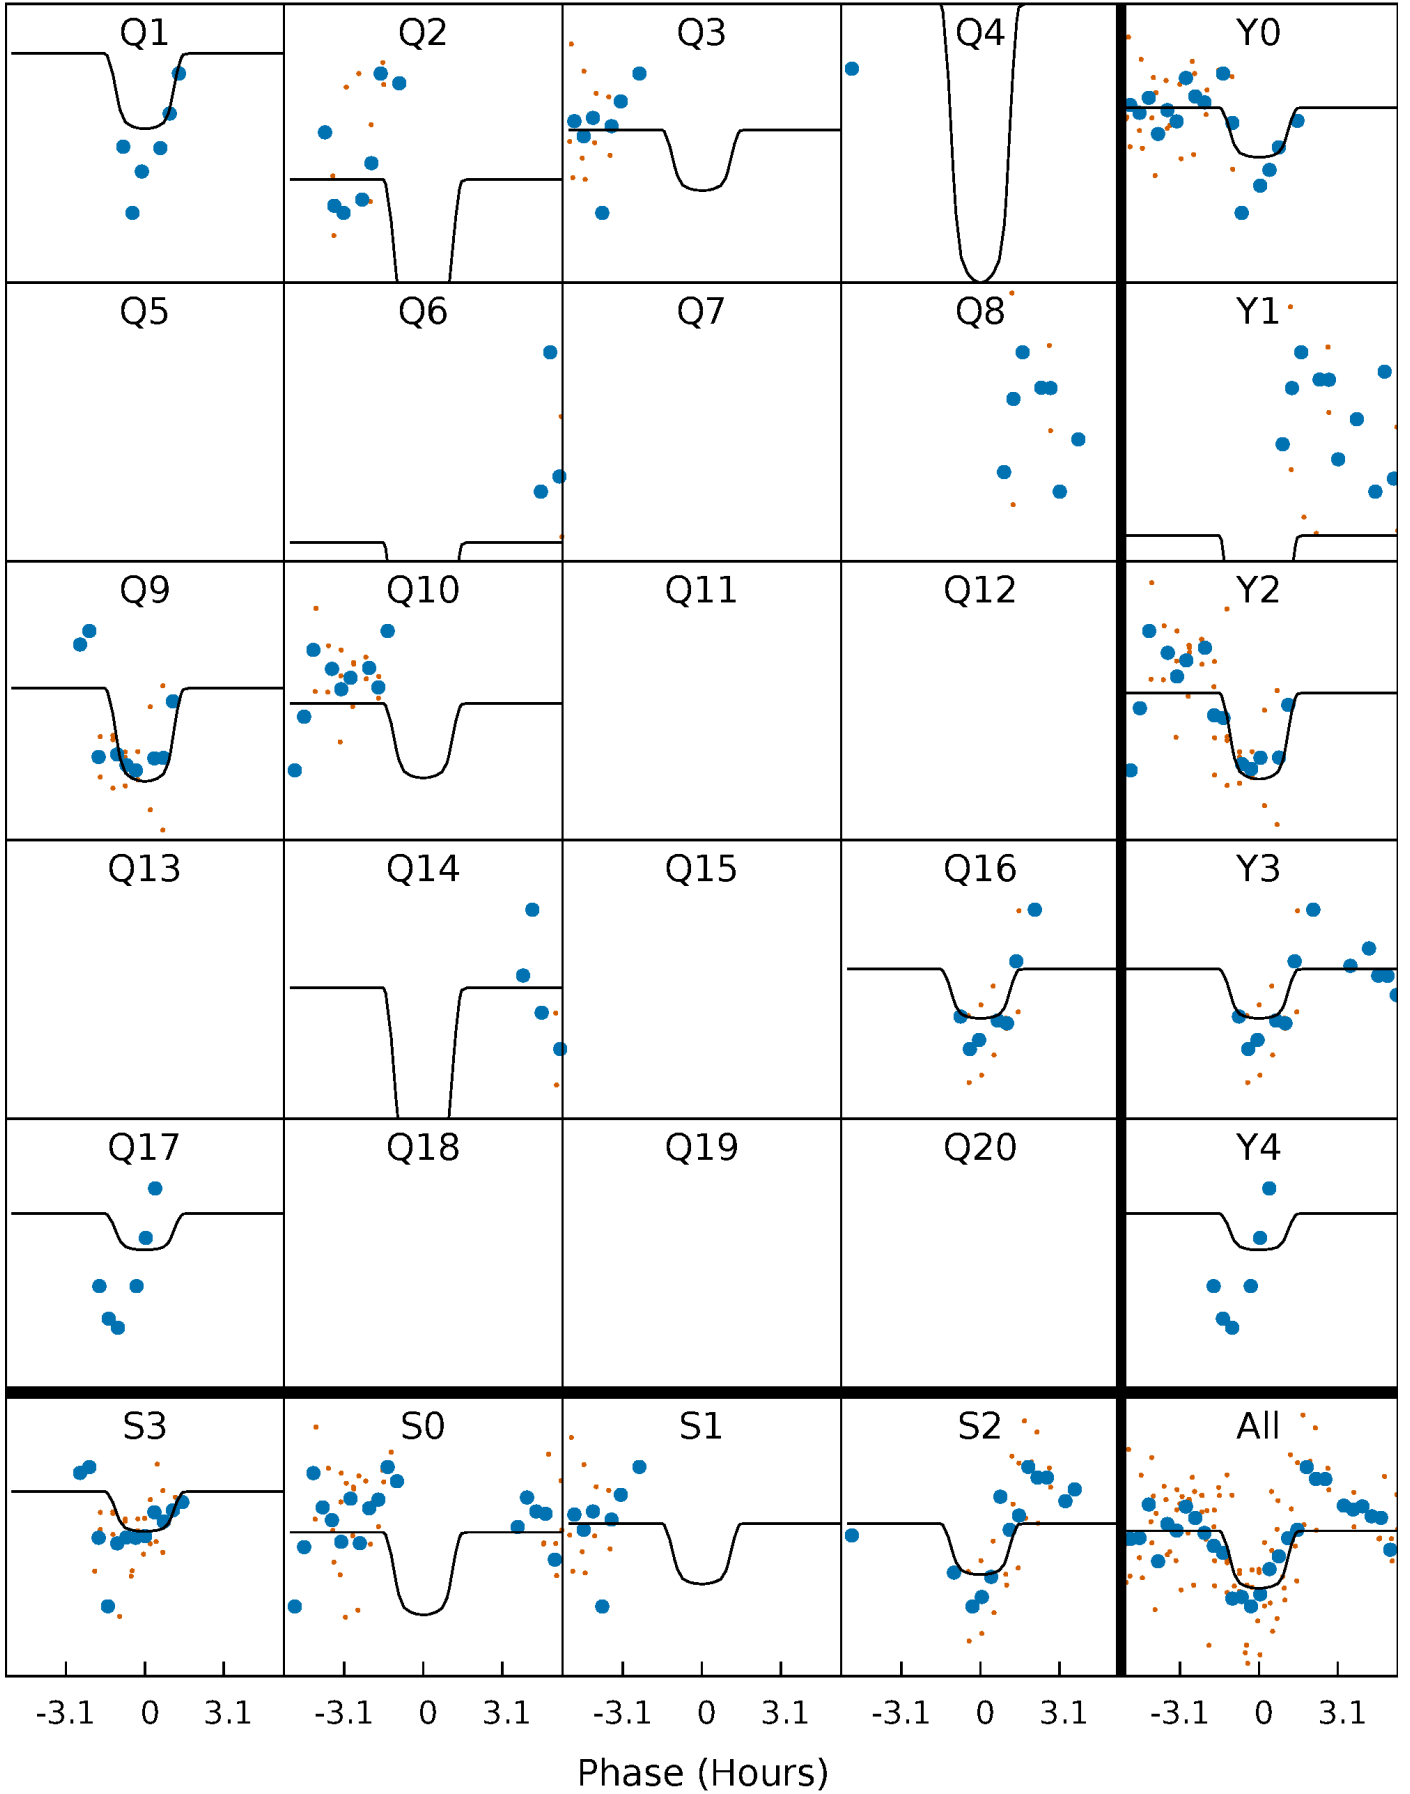 Q1 Q2 Q3 Q4 Y0
Q5 Q6 Q7 Q8 Y1
Q9 Q10 Q11 Q12 Y2
Q13 Q14 Q15 Q16 Y3
Q17 Q18 Q19 Q20 Y4
S3 S0 S1 S2 All
-3.1 0 3.1 -3.1 0 3.1 -3.1 0 3.1 -3.1 0 3.1 -3.1 0 3.1
Phase (Hours)